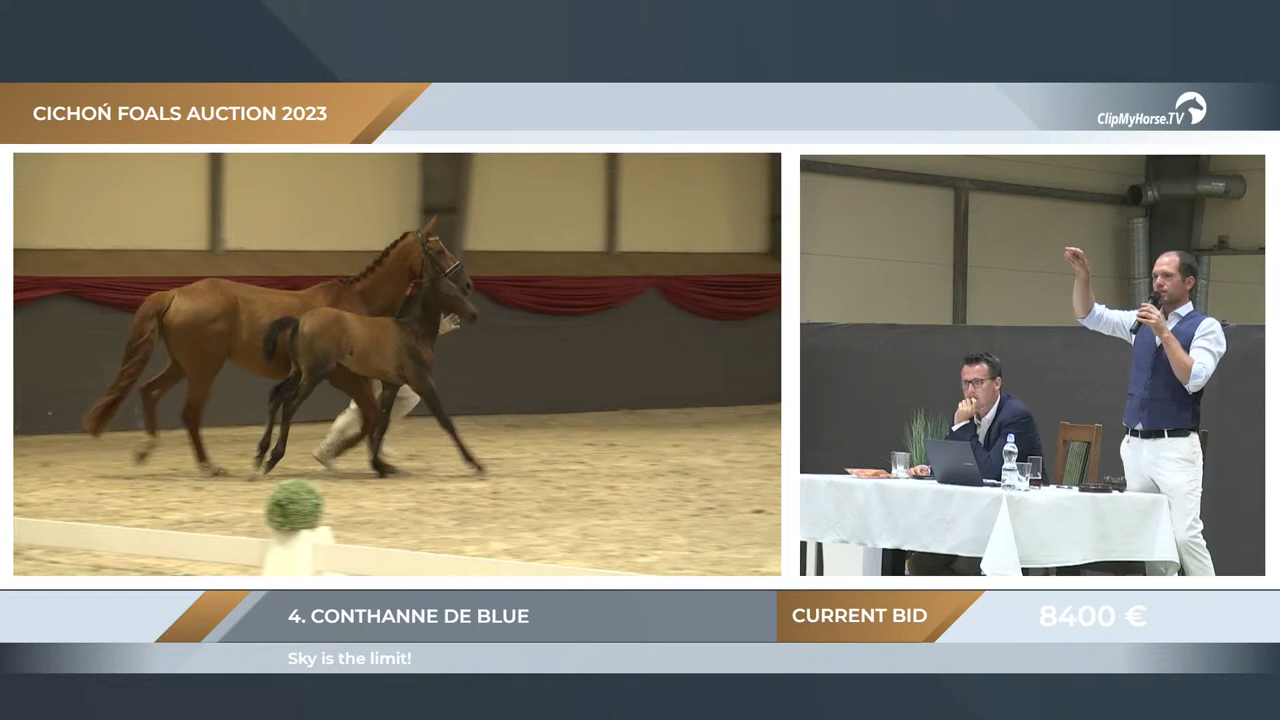 CICHOŃ FOALS AUCTION 2023
ClipMyHorse.TV
4. CONTHANNE DE BLUE
CURRENT BID
8400 €
Sky is the limit!